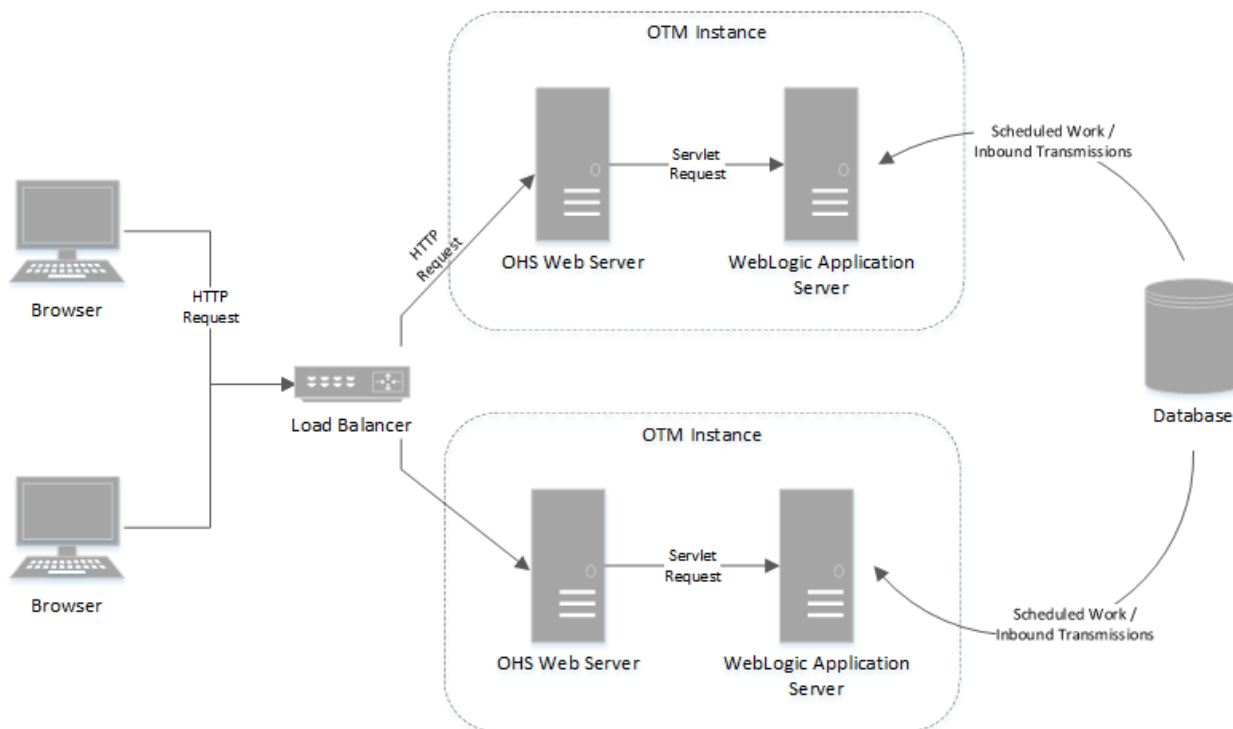 OTM Instance
Scheduled Work /
Inbound Transmissions
Servlet
Request
HTTP
Request
OHS Web Server
WebLogic Application
Server
Browser
HTTP
Request
Load Balancer
Database
OTM Instance
Servlet
Request
Browser
Scheduled Work /
Inbound Transmissions
OHS Web Server
WebLogic Application
Server